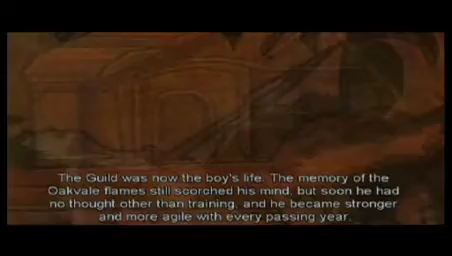 The Guild was now the boy's life. The memory of the
Oakvale flames still scorched his mind, but soon he had
no thought other than training, and he became stronger
and more agile with every passing year.